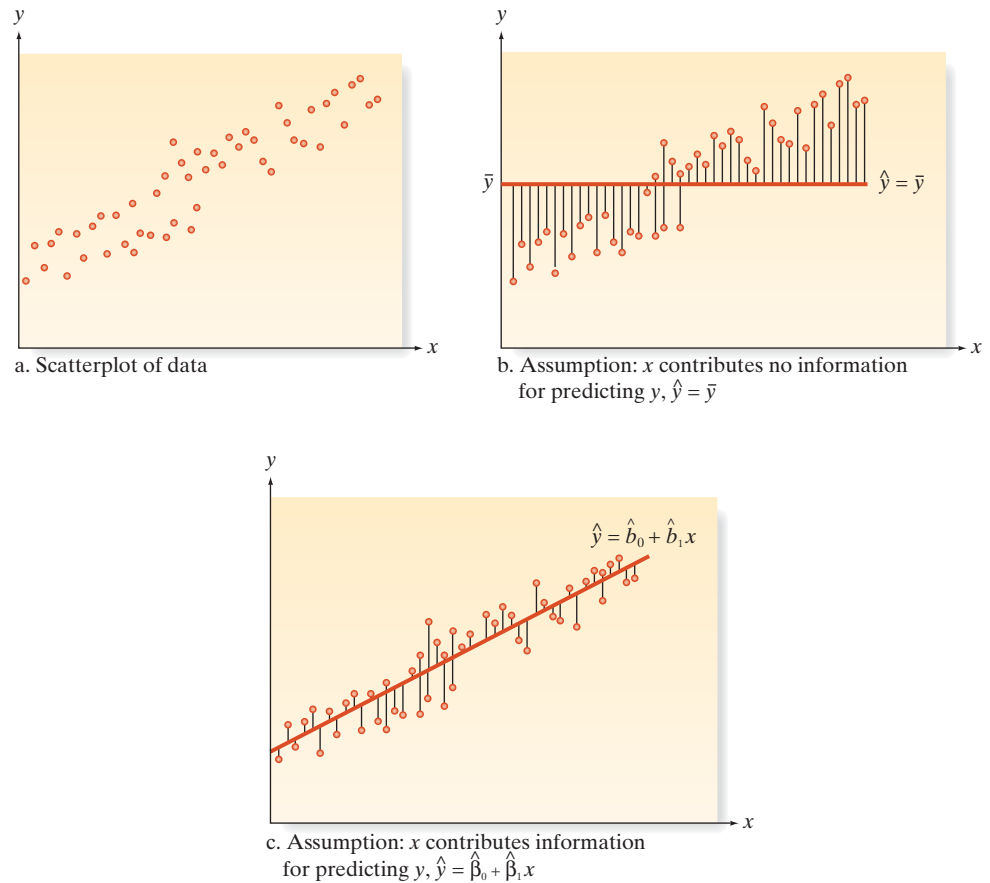 y
x
a. Scatterplot of data
y
ȳ
ŷ = ȳ
x
b. Assumption: x contributes no information
for predicting y, ŷ = ȳ
y
ŷ = b̂₀ + b̂₁x
x
c. Assumption: x contributes information
for predicting y, ŷ = β̂₀ + β̂₁x